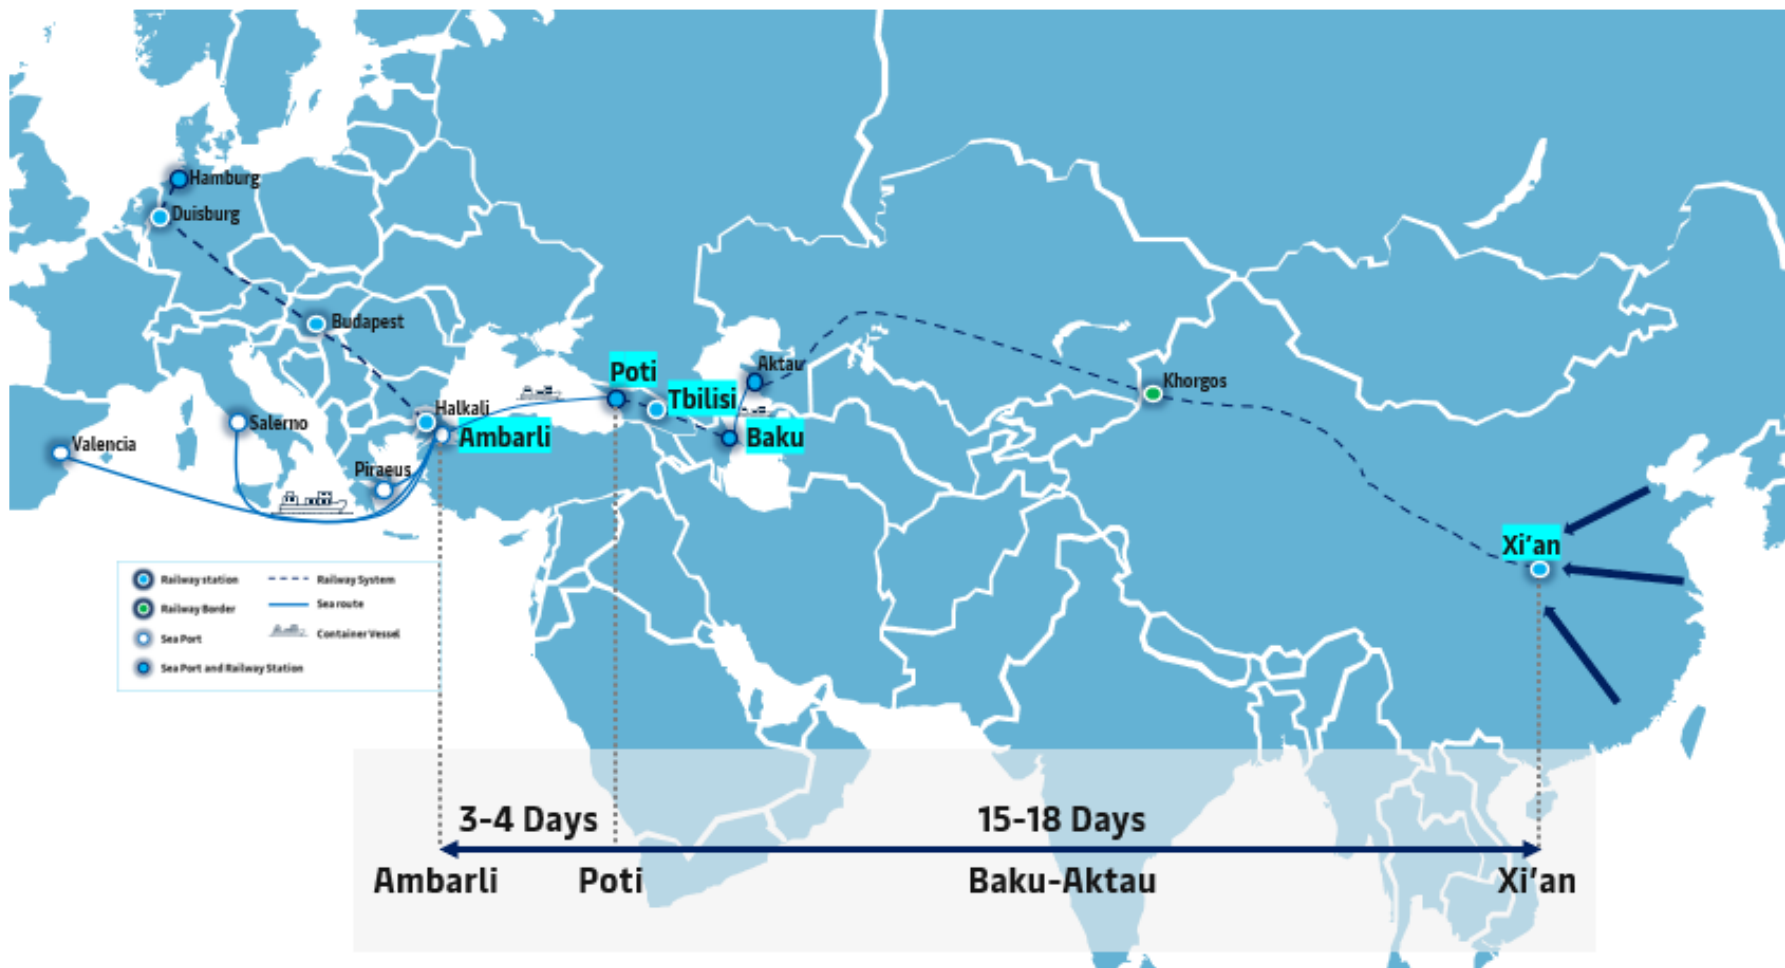 Hamburg
Duisburg
Budapest
Halkali
Ambarli
Salerno
Valencia
Piraeus
Poti
Tbilisi
Baku
Aktau
Khorgos
Xi’an
Railway station
Railway Border
Sea Port
Sea Port and Railway Station
Railway System
Sea route
Container Vessel
3-4 Days
15-18 Days
Ambarli
Poti
Baku-Aktau
Xi’an